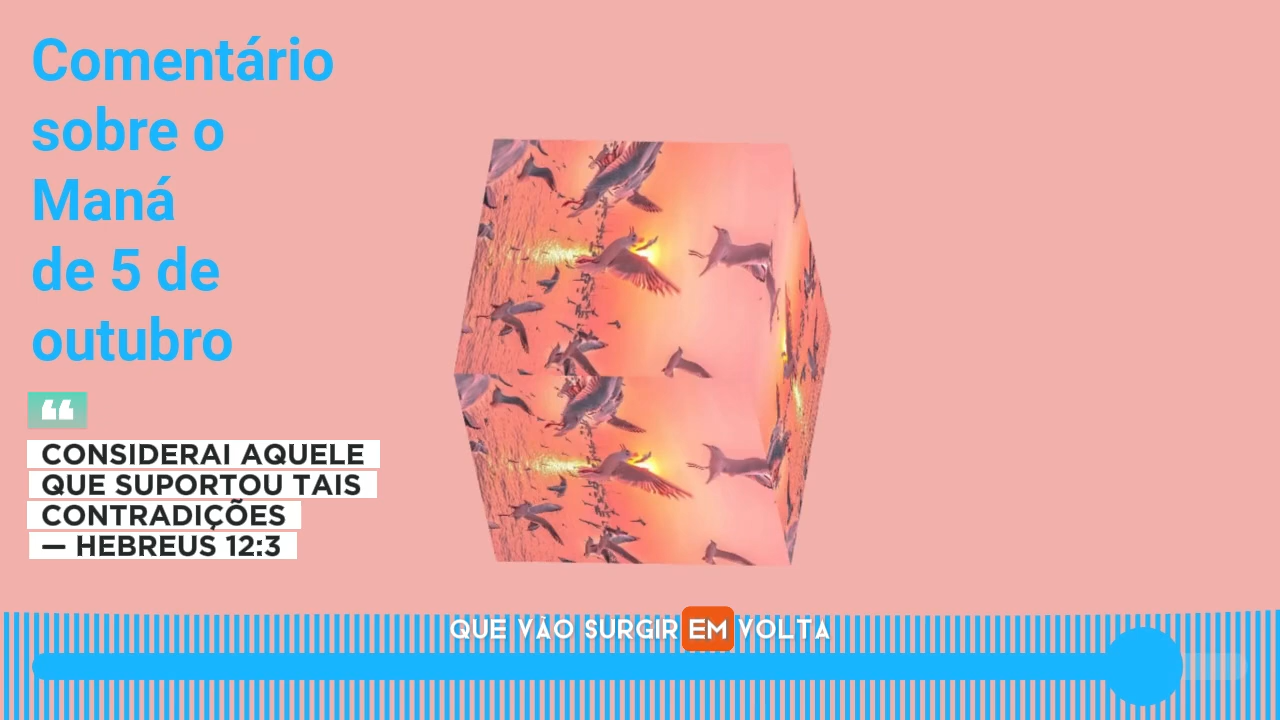 Comentário
sobre o
Maná
de 5 de
outubro
“
CONSIDERAI AQUELE
QUE SUPORTOU TAIS
CONTRADIÇÕES
— HEBREUS 12:3
QUE VÃO SURGIR EM VOLTA